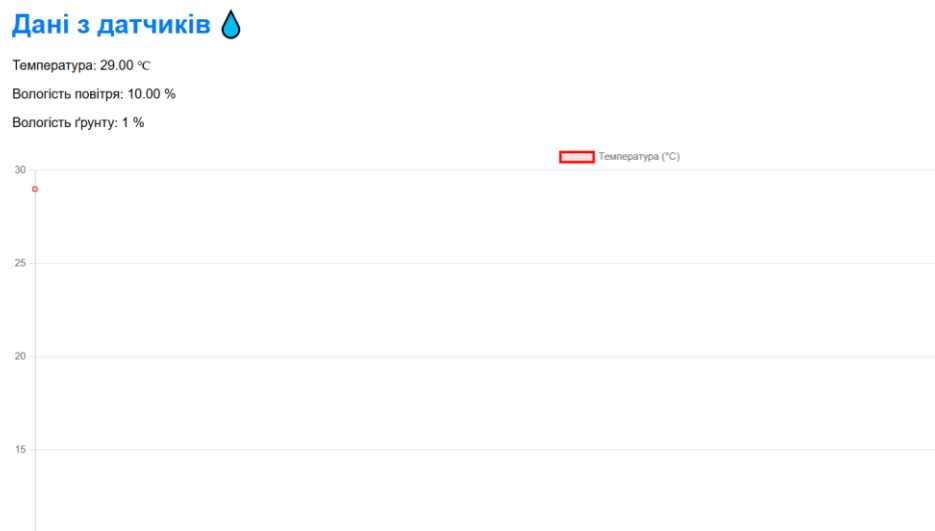 Дані з датчиків 💧
Температура: 29.00 °C
Вологість повітря: 10.00 %
Вологість ґрунту: 1 %
Температура (°C)
30
25
20
15